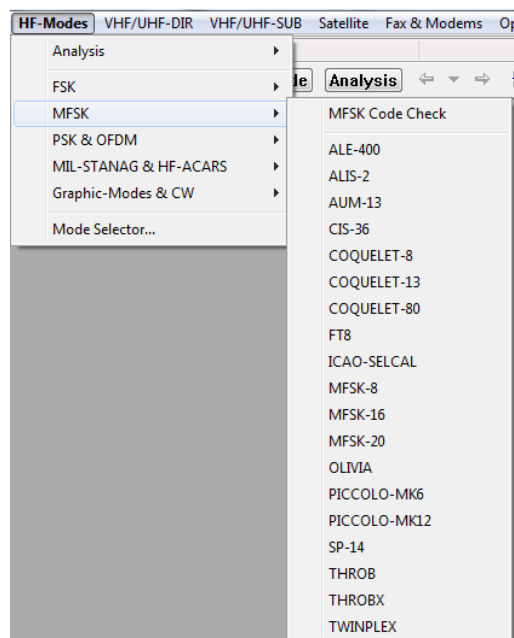 HF-Modes VHF/UHF-DIR VHF/UHF-SUB Satellite Fax & Modems
Analysis
FSK
MFSK
PSK & OFDM
MIL-STANAG & HF-ACARS
Graphic-Modes & CW
Mode Selector...
Analysis
MFSK Code Check
ALE-400
ALIS-2
AUM-13
CIS-36
COQUELET-8
COQUELET-13
COQUELET-80
FT8
ICAO-SELCAL
MFSK-8
MFSK-16
MFSK-20
OLIVIA
PICCOLO-MK6
PICCOLO-MK12
SP-14
THROB
THROBX
TWINPLEX